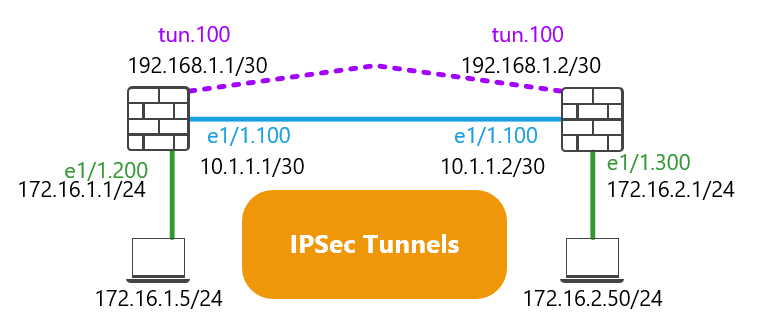 tun.100
tun.100
192.168.1.1/30
192.168.1.2/30
e1/1.100
e1/1.100
10.1.1.1/30
10.1.1.2/30
e1/1.200
e1/1.300
172.16.1.1/24
172.16.2.1/24
IPSec Tunnels
172.16.1.5/24
172.16.2.50/24